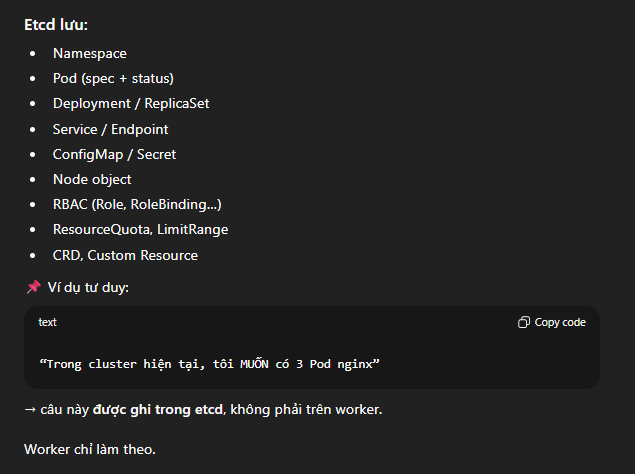 Etcd lưu:
• Namespace
• Pod (spec + status)
• Deployment / ReplicaSet
• Service / Endpoint
• ConfigMap / Secret
• Node object
• RBAC (Role, RoleBinding...)
• ResourceQuota, LimitRange
• CRD, Custom Resource
📌 Ví dụ tư duy:
text Copy code
“Trong cluster hiện tại, tôi MUỐN có 3 Pod nginx”
→ câu này được ghi trong etcd, không phải trên worker.
Worker chỉ làm theo.